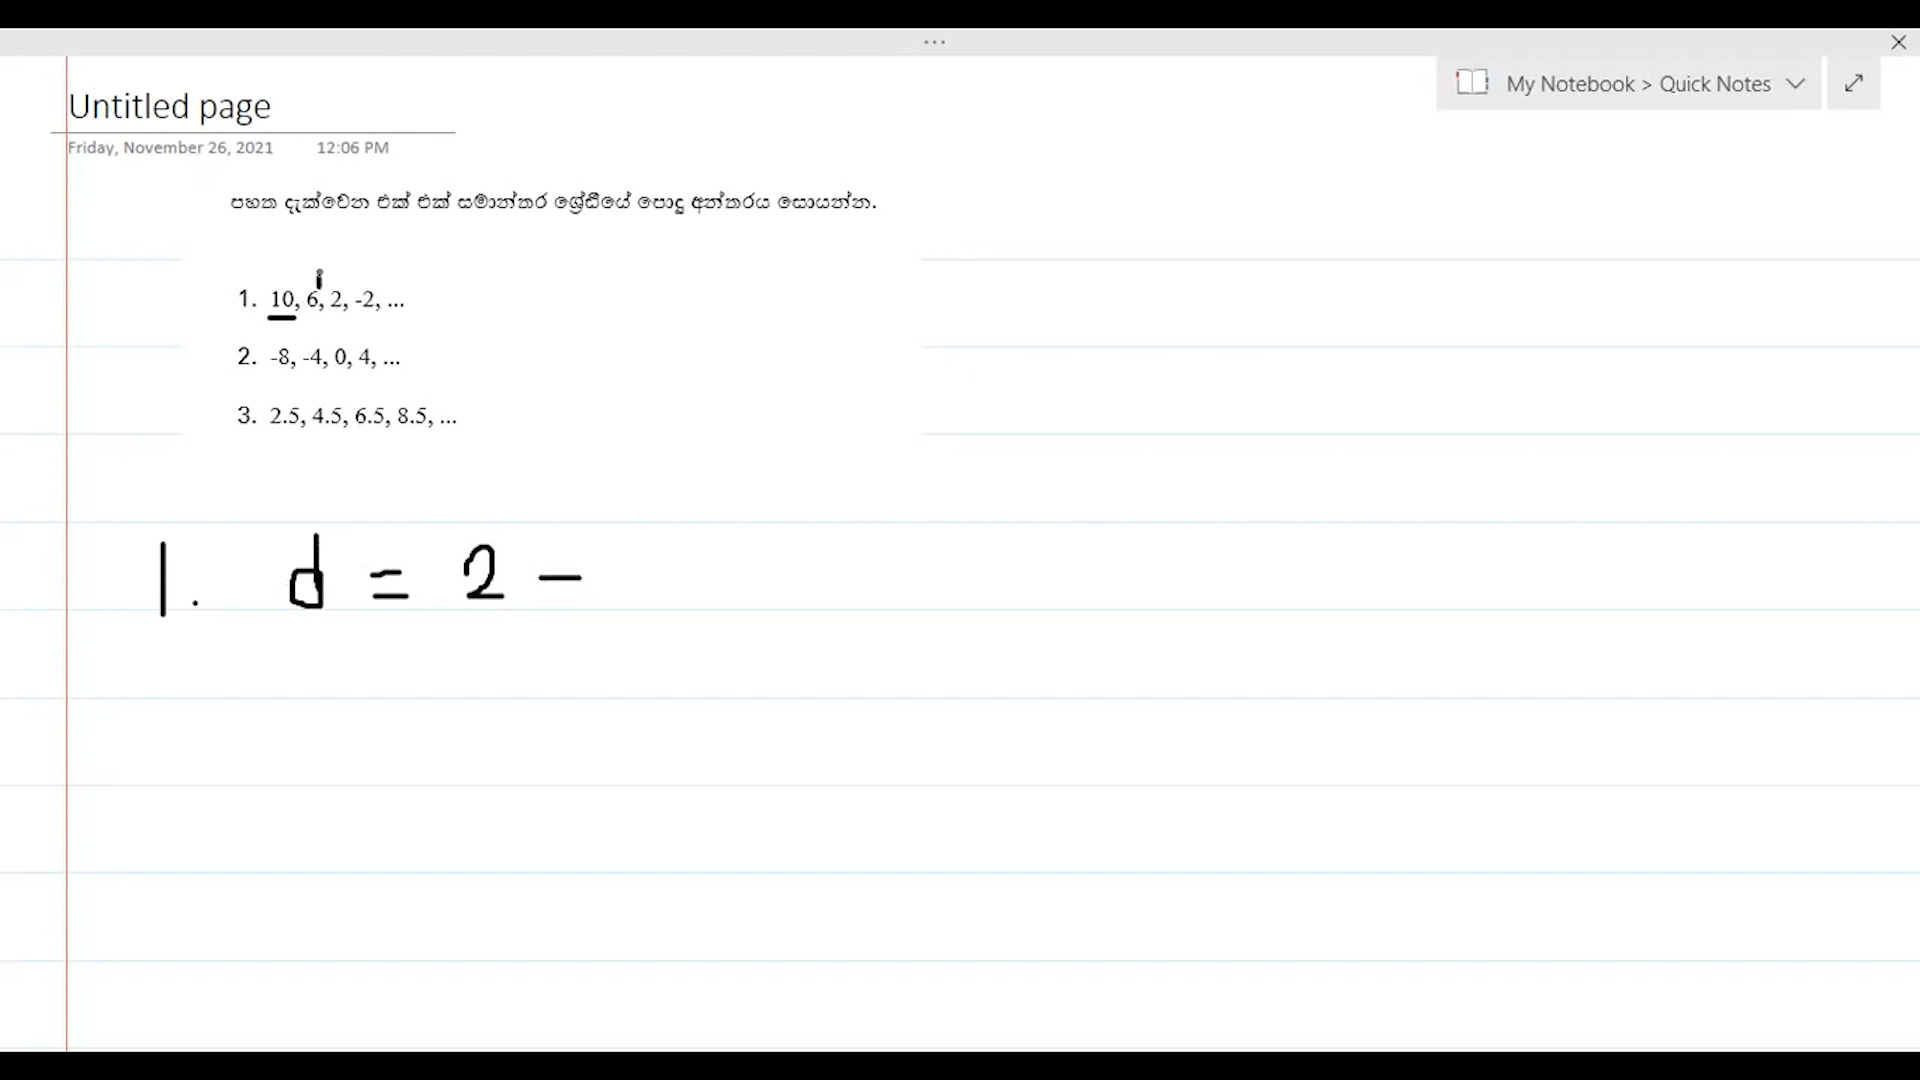 ...
My Notebook > Quick Notes
Untitled page
Friday, November 26, 2021 12:06 PM
පහත දැක්වෙන එක් එක් සමාන්තර ශ්‍රේඪියේ පොදු අන්තරය සොයන්න.
1. 10, 6, 2, -2, ...
2. -8, -4, 0, 4, ...
3. 2.5, 4.5, 6.5, 8.5, ...
1. d = 2 -